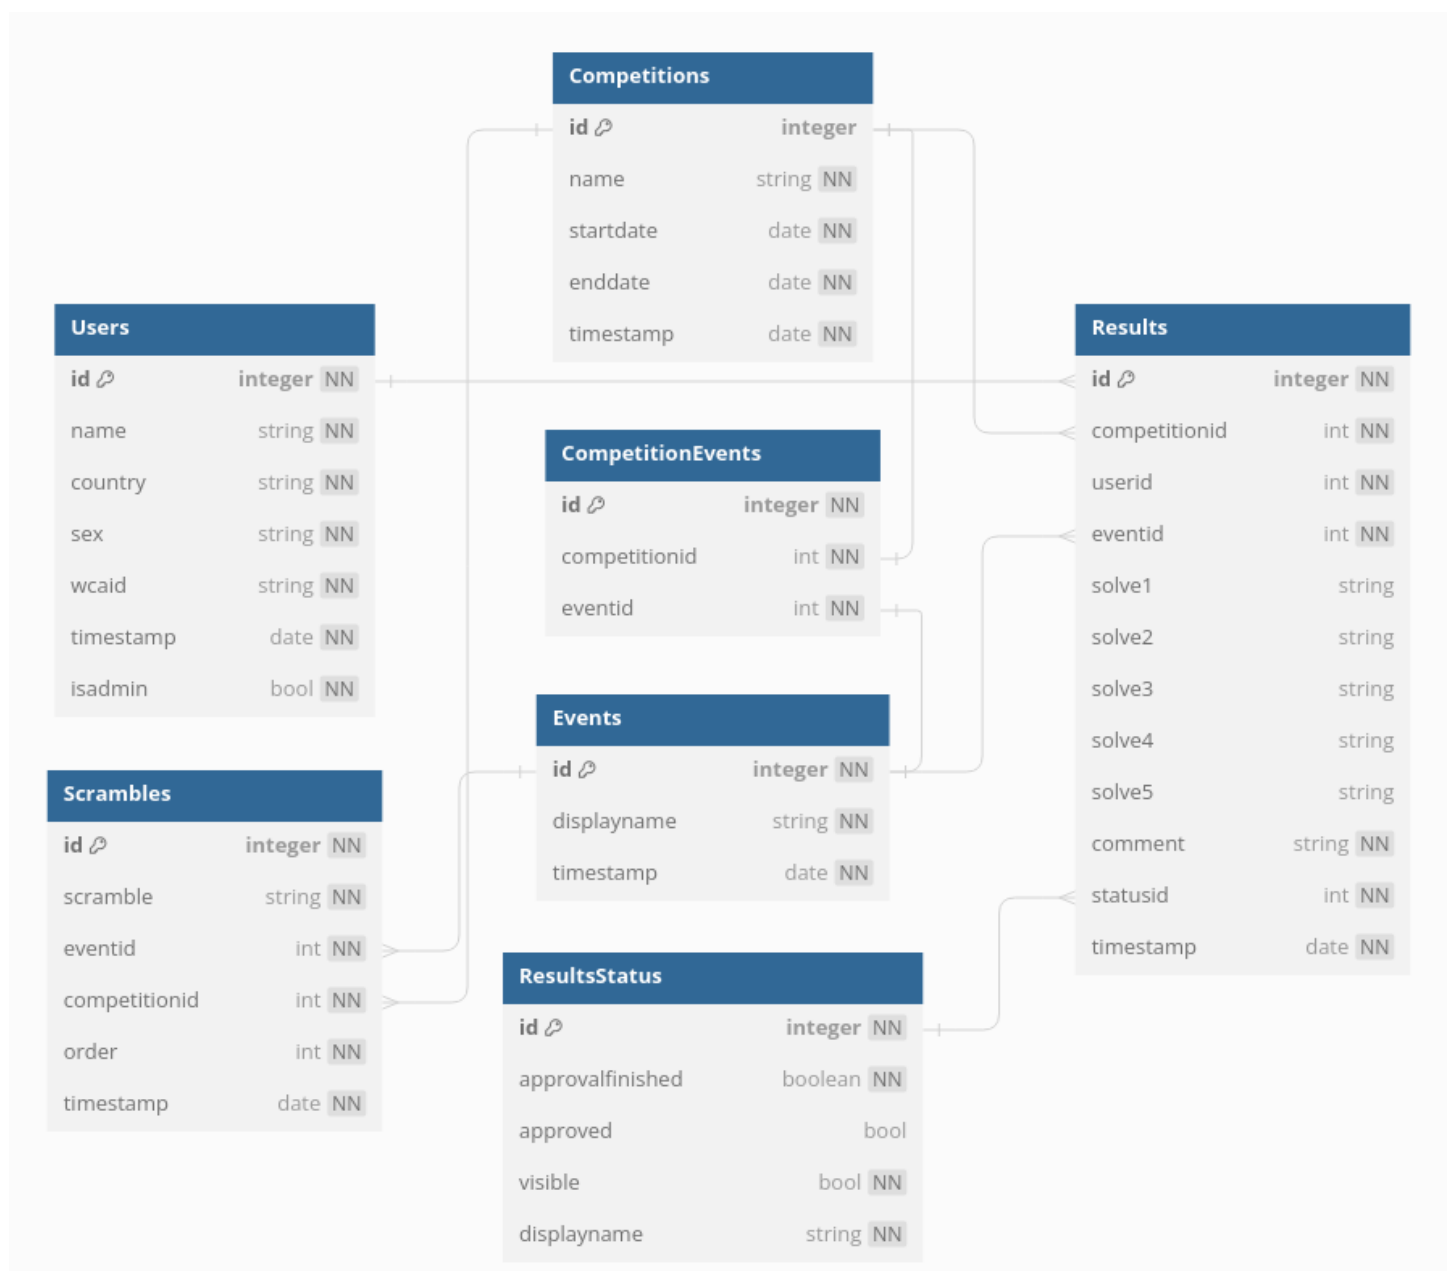 Competitions
id integer
name string NN
startdate date NN
enddate date NN
timestamp date NN
Users
id integer NN
name string NN
country string NN
sex string NN
wcaid string NN
timestamp date NN
isadmin bool NN
Results
id integer NN
competitionid int NN
userid int NN
eventid int NN
solve1 string
solve2 string
solve3 string
solve4 string
solve5 string
comment string NN
statusid int NN
timestamp date NN
CompetitionEvents
id integer NN
competitionid int NN
eventid int NN
Events
id integer NN
displayname string NN
timestamp date NN
Scrambles
id integer NN
scramble string NN
eventid int NN
competitionid int NN
order int NN
timestamp date NN
ResultsStatus
id integer NN
approvalfinished boolean NN
approved bool
visible bool NN
displayname string NN